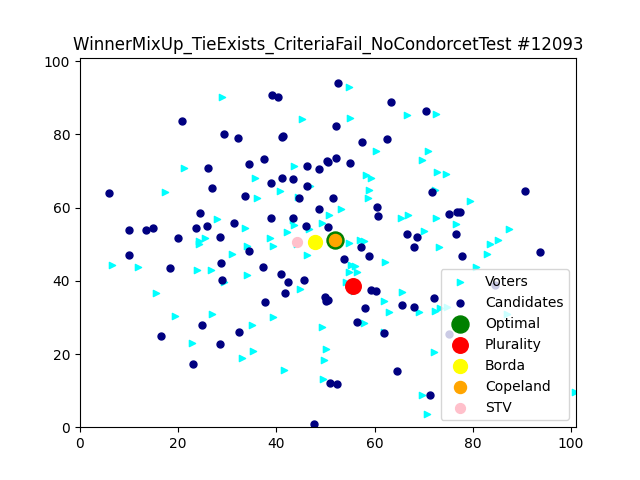 WinnerMixUp_TieExists_CriteriaFail_NoCondorcetTest #12093
100
80
60
40
20
0
0 20 40 60 80 100
Voters
Candidates
Optimal
Plurality
Borda
Copeland
STV